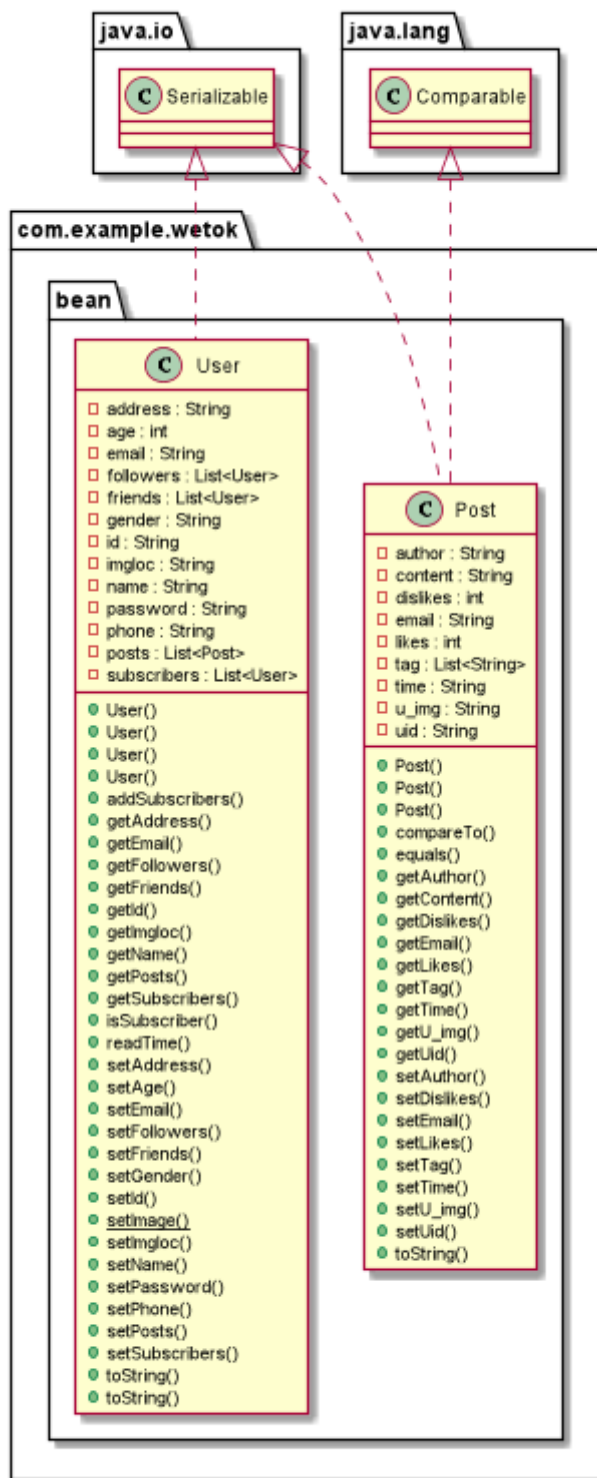 java.io
java.lang
C Serializable
C Comparable
com.example.wetok
bean
C User
address : String
age : int
email : String
followers : List<User>
friends : List<User>
gender : String
id : String
imgloc : String
name : String
password : String
phone : String
posts : List<Post>
subscribers : List<User>
User()
User()
User()
User()
addSubscribers()
getAddress()
getEmail()
getFollowers()
getFriends()
getId()
getImgloc()
getName()
getPosts()
getSubscribers()
isSubscriber()
readTime()
setAddress()
setAge()
setEmail()
setFollowers()
setFriends()
setGender()
setId()
setImage()
setImgloc()
setName()
setPassword()
setPhone()
setPosts()
setSubscribers()
toString()
toString()
C Post
author : String
content : String
dislikes : int
email : String
likes : int
tag : List<String>
time : String
u_img : String
uid : String
Post()
Post()
Post()
compareTo()
equals()
getAuthor()
getContent()
getDislikes()
getEmail()
getLikes()
getTag()
getTime()
getU_img()
getUid()
setAuthor()
setDislikes()
setEmail()
setLikes()
setTag()
setTime()
setU_img()
setUid()
toString()